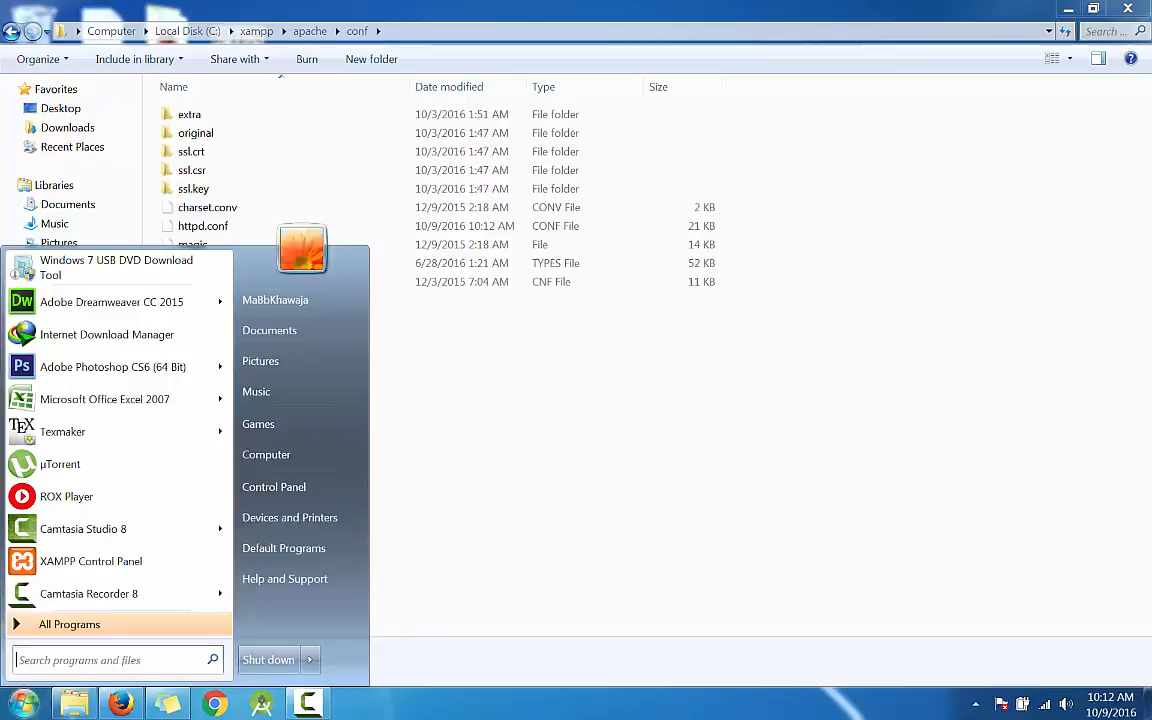 Computer Local Disk (C:) xampp apache conf
Search ...
Organize Include in library Share with Burn New folder
Name Date modified Type Size
Favorites
Desktop
Downloads
Recent Places
Libraries
Documents
Music
Pictures
extra 10/3/2016 1:51 AM File folder
original 10/3/2016 1:47 AM File folder
ssl.crt 10/3/2016 1:47 AM File folder
ssl.csr 10/3/2016 1:47 AM File folder
ssl.key 10/3/2016 1:47 AM File folder
charset.conv 12/9/2015 2:18 AM CONV File 2 KB
httpd.conf 10/9/2016 10:12 AM CONF File 21 KB
magic 12/9/2015 2:18 AM File 14 KB
6/28/2016 1:21 AM TYPES File 52 KB
12/3/2015 7:04 AM CNF File 11 KB
Windows 7 USB DVD Download
Tool
Dw Adobe Dreamweaver CC 2015
Internet Download Manager
Ps Adobe Photoshop CS6 (64 Bit)
Microsoft Office Excel 2007
TEX Texmaker
µTorrent
ROX Player
Camtasia Studio 8
XAMPP Control Panel
Camtasia Recorder 8
All Programs
Search programs and files
MaBbKhawaja
Documents
Pictures
Music
Games
Computer
Control Panel
Devices and Printers
Default Programs
Help and Support
Shut down
10:12 AM
10/9/2016